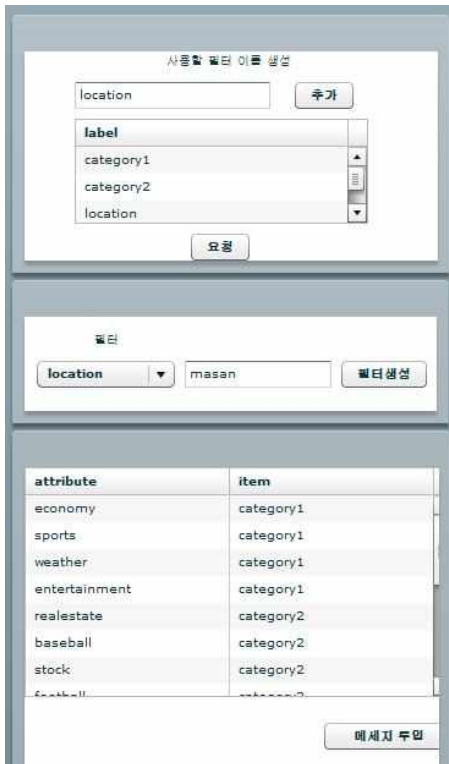 사용할 필터 이름 생성
location 추가
label
category1
category2
location
요청
필터
location masan 필터생성
attribute item
economy category1
sports category1
weather category1
entertainment category1
realestate category2
baseball category2
stock category2
football category2
메세지 투입